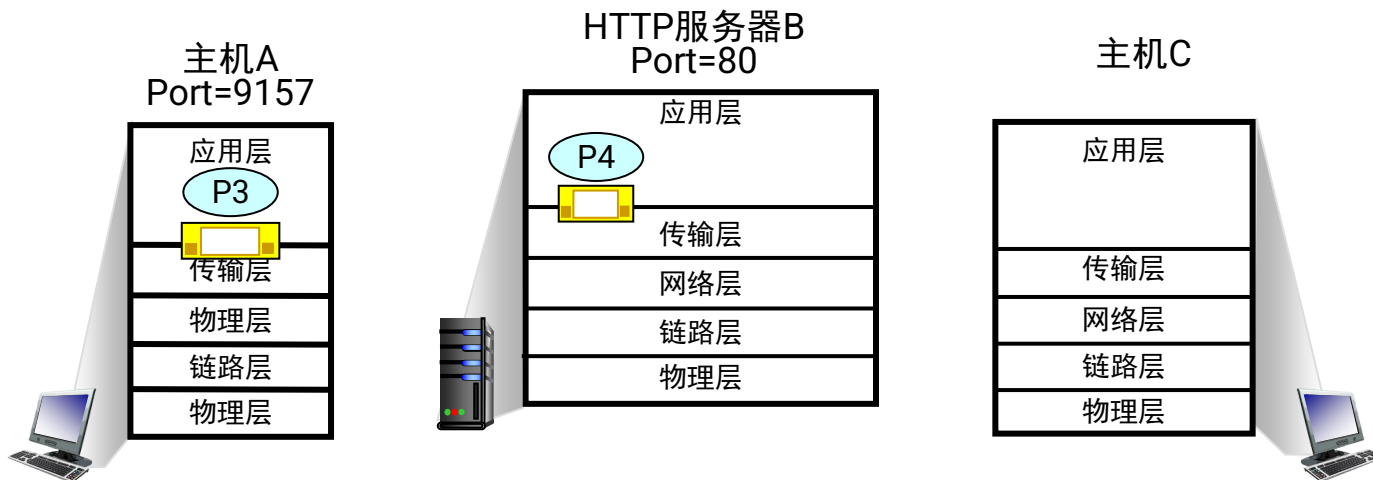 主机A
Port=9157
应用层
P3
传输层
物理层
链路层
物理层
HTTP服务器B
Port=80
应用层
P4
传输层
网络层
链路层
物理层
主机C
应用层
传输层
网络层
链路层
物理层